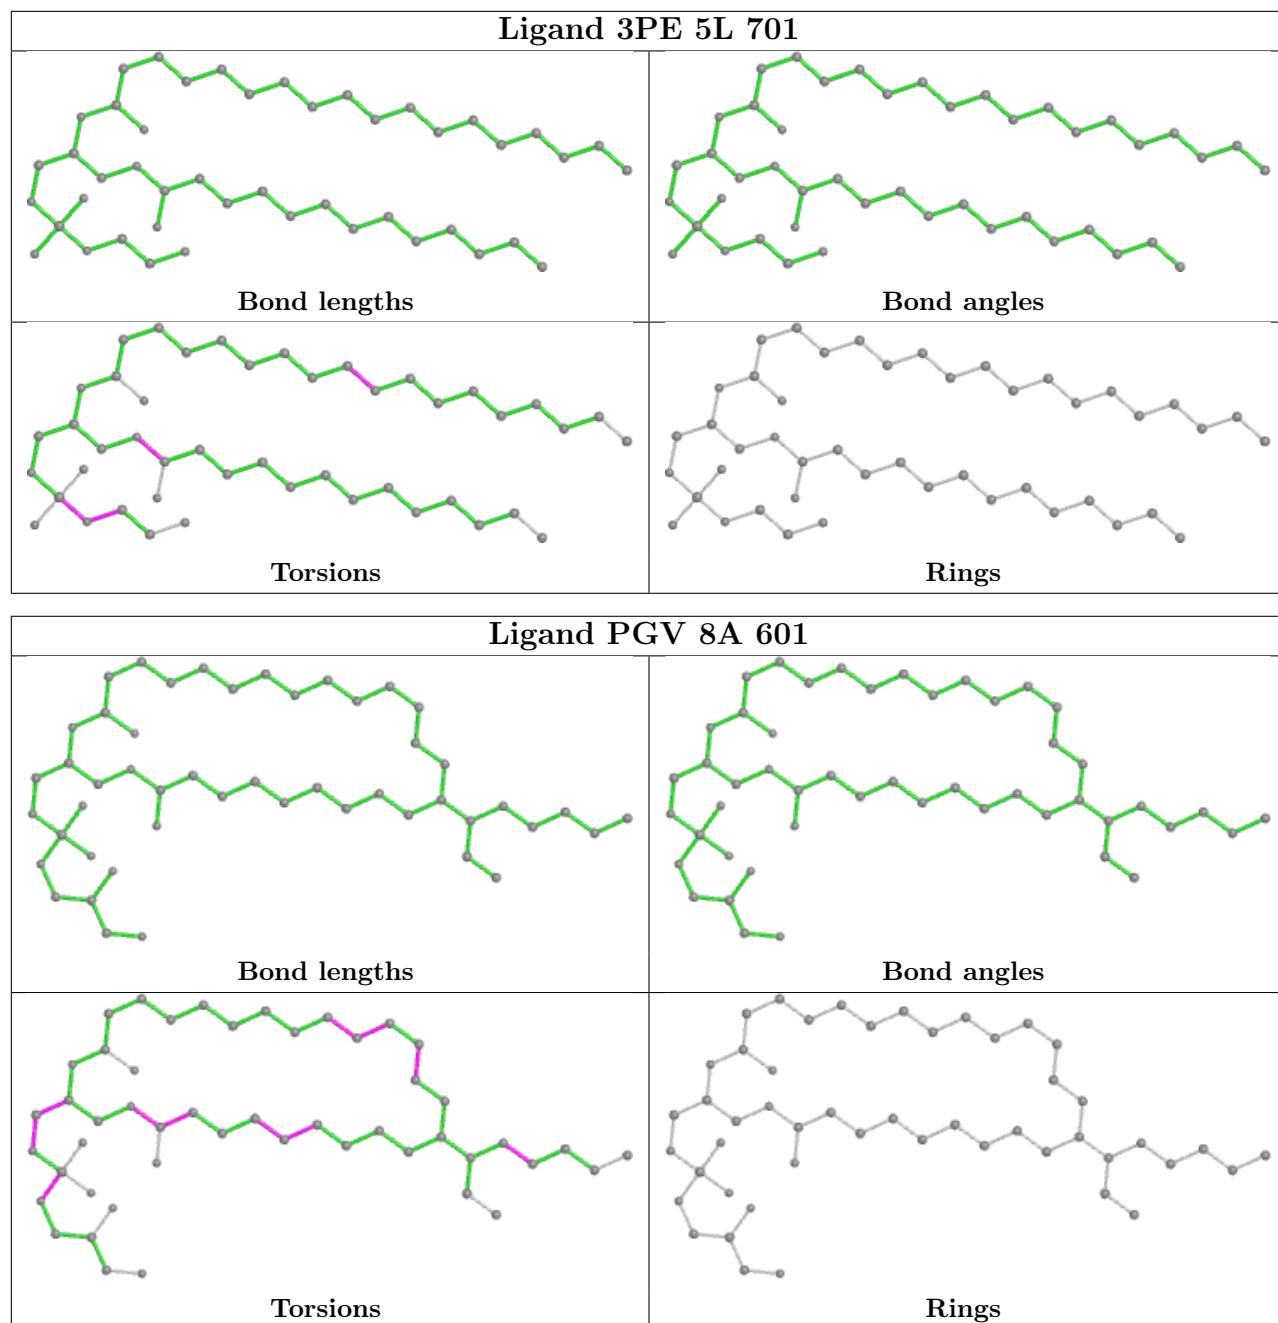 Ligand 3PE 5L 701
Bond lengths
Bond angles
Torsions
Rings
Ligand PGV 8A 601
Bond lengths
Bond angles
Torsions
Rings